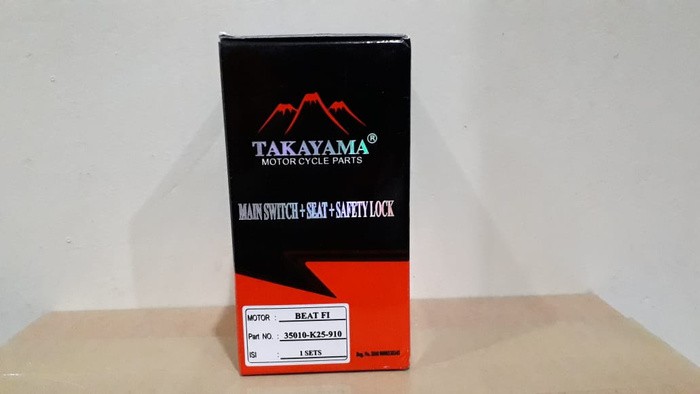 TAKAYAMA®
MOTOR CYCLE PARTS
MAIN SWITCH + SEAT + SAFETY LOCK
MOTOR : BEAT FI
Part NO. : 35010-K25-910
ISI : 1 SETS